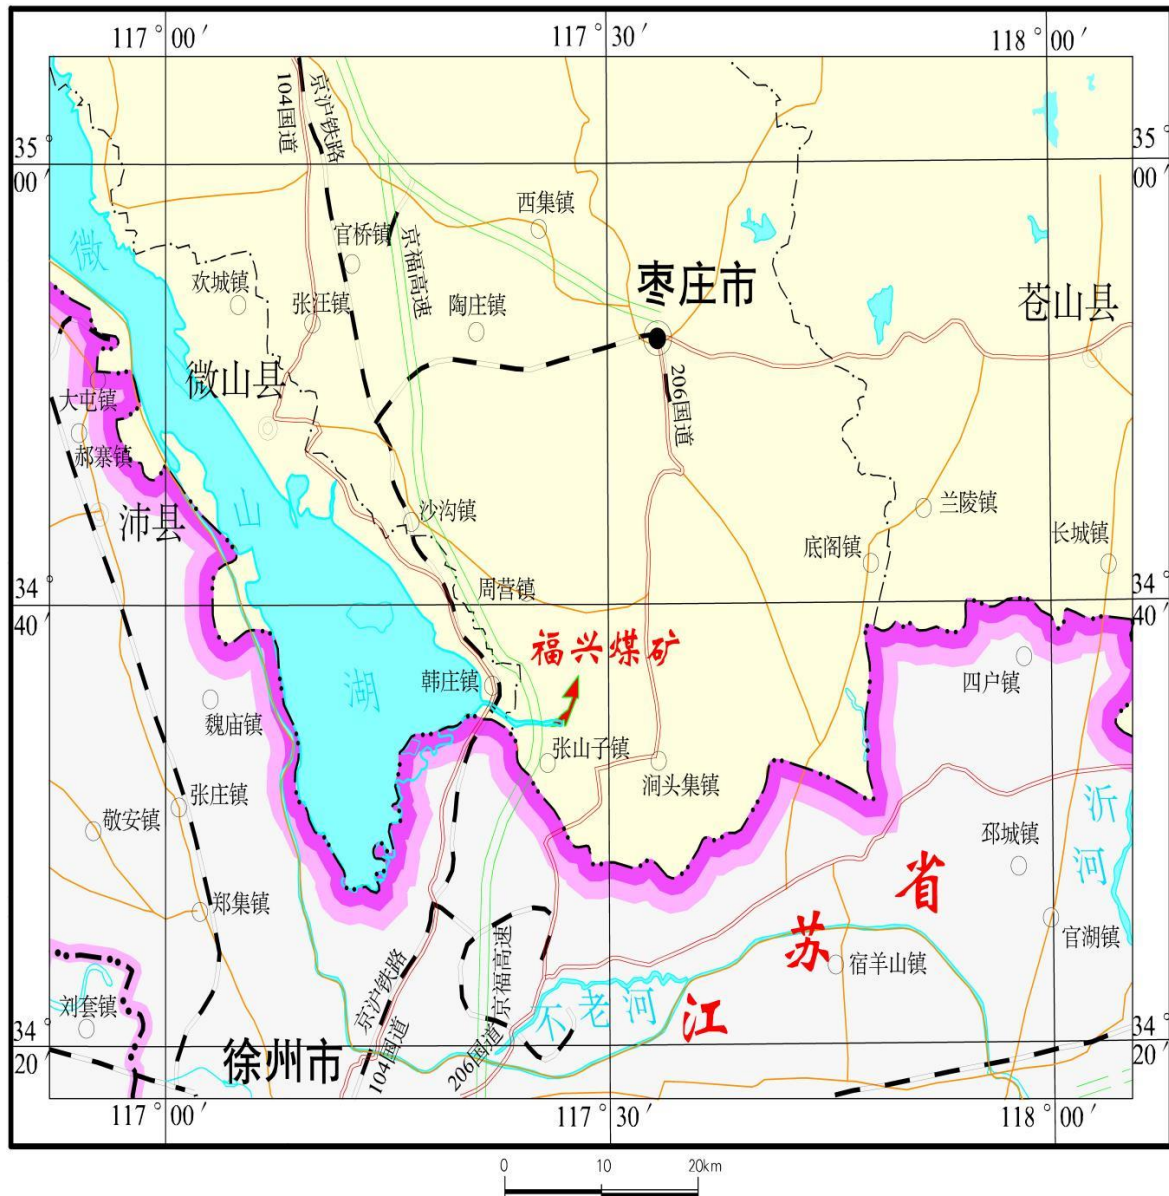 117°00′
117°30′
118°00′
35°
00′
35°
00′
104国道
京沪铁路
西集镇
官桥镇
京福高速
微
欢城镇
张汪镇
陶庄镇
枣庄市
苍山县
微山县
206国道
大屯镇
郝寨镇
山
沙沟镇
兰陵镇
沛县
底阁镇
长城镇
34°
40′
周营镇
34°
40′
福兴煤矿
湖
韩庄镇
四户镇
魏庙镇
张山子镇
涧头集镇
张庄镇
敬安镇
沂
河
邳城镇
省
郑集镇
苏
官湖镇
宿羊山镇
京福高速
京沪铁路
不老河
江
刘套镇
34°
20′
徐州市
104国道
206国道
34°
20′
117°00′
117°30′
118°00′
0 10 20km